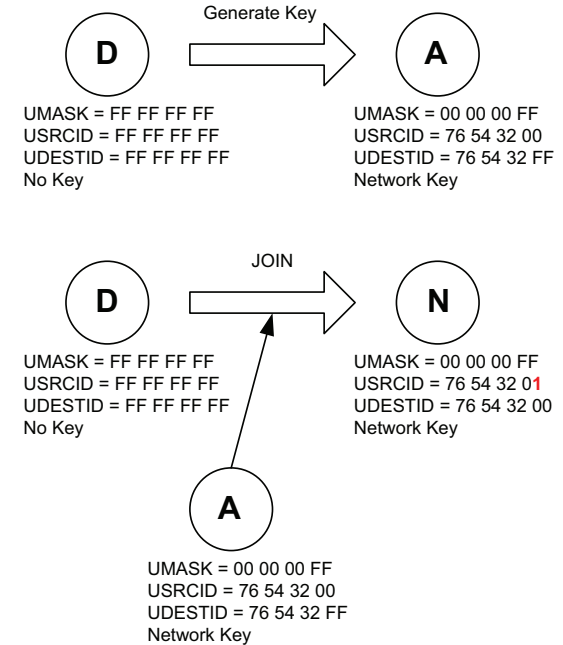 Generate Key
D
A
UMASK = FF FF FF FF
USRCID = FF FF FF FF
UDESTID = FF FF FF FF
No Key
UMASK = 00 00 00 FF
USRCID = 76 54 32 00
UDESTID = 76 54 32 FF
Network Key
JOIN
D
N
UMASK = FF FF FF FF
USRCID = FF FF FF FF
UDESTID = FF FF FF FF
No Key
UMASK = 00 00 00 FF
USRCID = 76 54 32 01
UDESTID = 76 54 32 00
Network Key
A
UMASK = 00 00 00 FF
USRCID = 76 54 32 00
UDESTID = 76 54 32 FF
Network Key